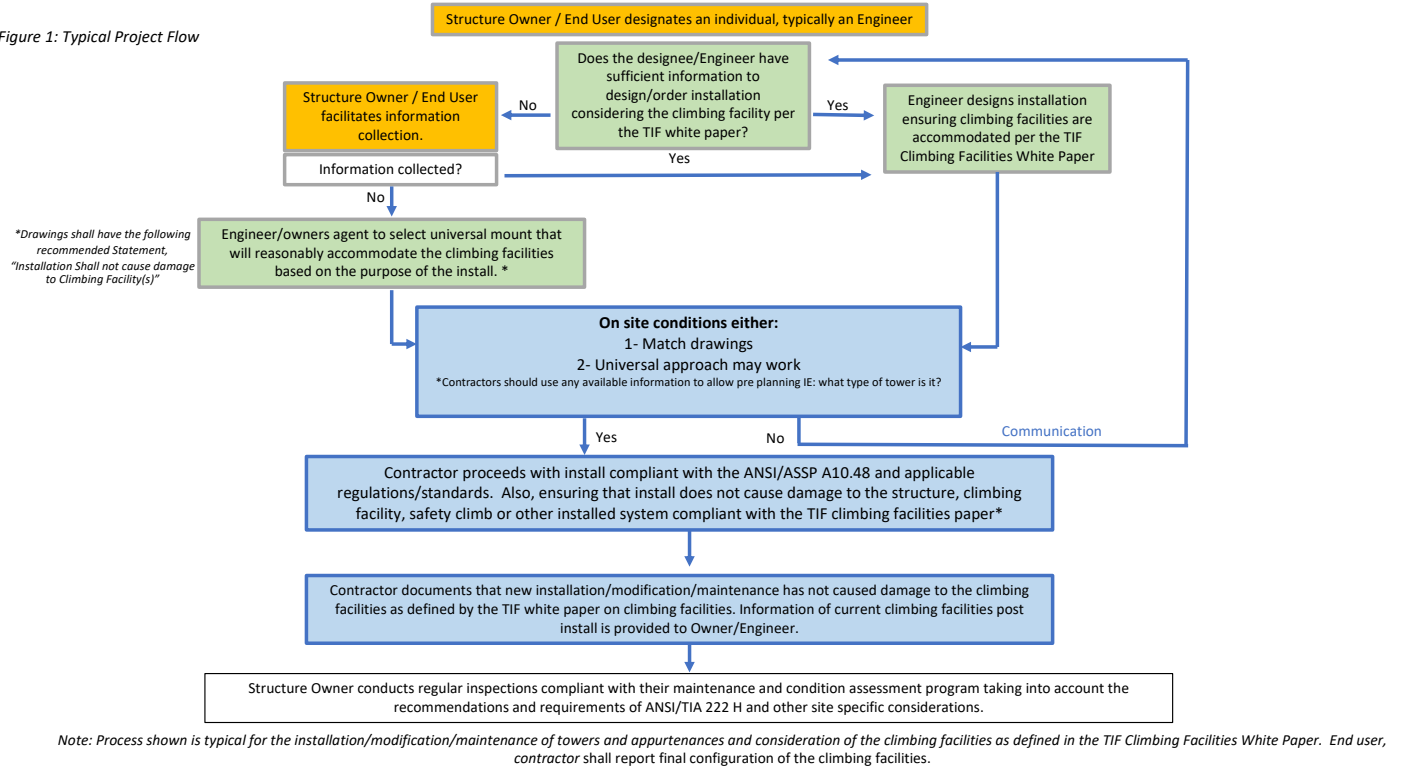 Structure Owner / End User designates an individual, typically an Engineer
Figure 1: Typical Project Flow
Does the designee/Engineer have
sufficient information to
design/order installation
considering the climbing facility per
the TIF white paper?
No
Yes
Structure Owner / End User
facilitates information
collection.
Engineer designs installation
ensuring climbing facilities are
accommodated per the TIF
Climbing Facilities White Paper
Information collected?
Yes
No
*Drawings shall have the following
recommended Statement,
“Installation Shall not cause damage
to Climbing Facility(s)”
Engineer/owners agent to select universal mount that
will reasonably accommodate the climbing facilities
based on the purpose of the install. *
On site conditions either:
1- Match drawings
2- Universal approach may work
*Contractors should use any available information to allow pre planning IE: what type of tower is it?
Yes
No
Communication
Contractor proceeds with install compliant with the ANSI/ASSP A10.48 and applicable
regulations/standards. Also, ensuring that install does not cause damage to the structure, climbing
facility, safety climb or other installed system compliant with the TIF climbing facilities paper*
Contractor documents that new installation/modification/maintenance has not caused damage to the climbing
facilities as defined by the TIF white paper on climbing facilities. Information of current climbing facilities post
install is provided to Owner/Engineer.
Structure Owner conducts regular inspections compliant with their maintenance and condition assessment program taking into account the
recommendations and requirements of ANSI/TIA 222 H and other site specific considerations.
Note: Process shown is typical for the installation/modification/maintenance of towers and appurtenances and consideration of the climbing facilities as defined in the TIF Climbing Facilities White Paper. End user,
contractor shall report final configuration of the climbing facilities.